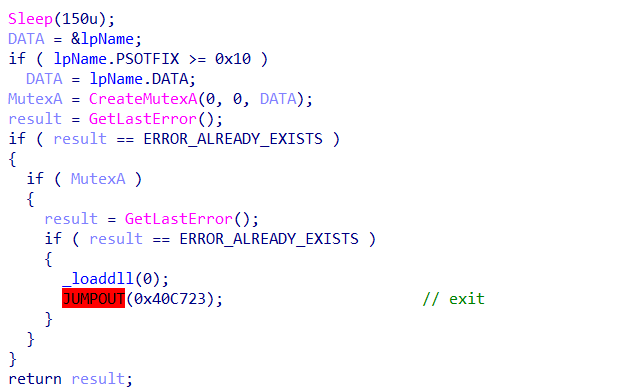 Sleep(150u);
DATA = &lpName;
if ( lpName.PSOTFIX >= 0x10 )
  DATA = lpName.DATA;
MutexA = CreateMutexA(0, 0, DATA);
result = GetLastError();
if ( result == ERROR_ALREADY_EXISTS )
{
  if ( MutexA )
  {
    result = GetLastError();
    if ( result == ERROR_ALREADY_EXISTS )
    {
      _loaddll(0);
      JUMPOUT(0x40C723);                        // exit
    }
  }
}
return result;